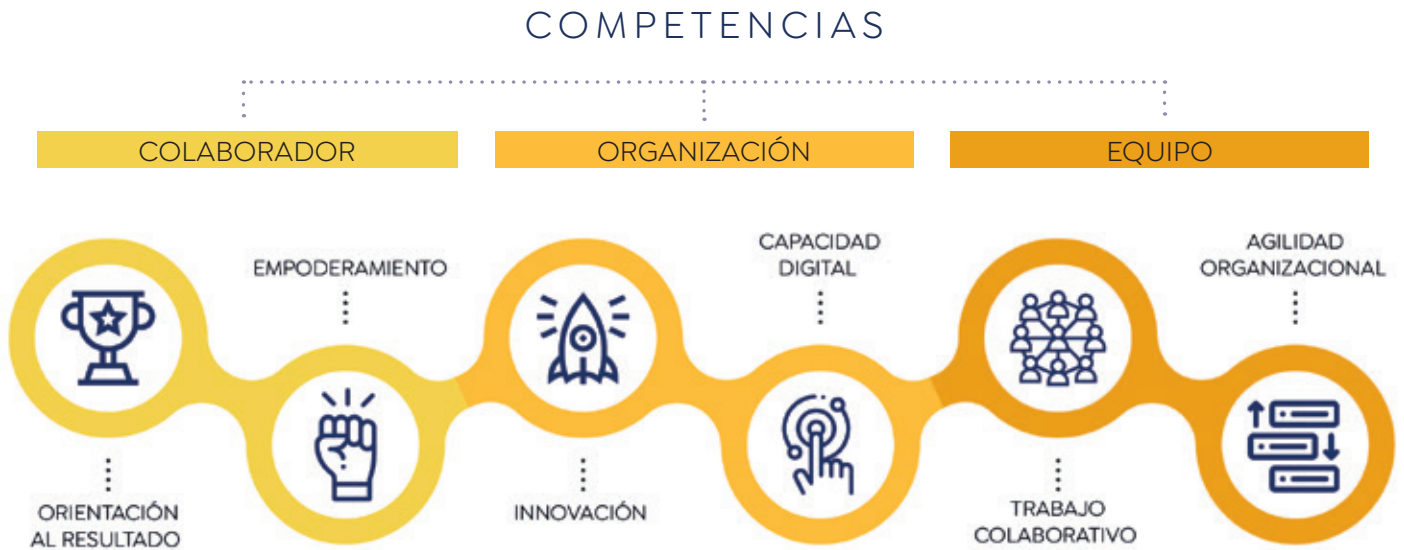 COMPETENCIAS
COLABORADOR
ORGANIZACIÓN
EQUIPO
ORIENTACIÓN
AL RESULTADO
EMPODERAMIENTO
INNOVACIÓN
CAPACIDAD
DIGITAL
TRABAJO
COLABORATIVO
AGILIDAD
ORGANIZACIONAL